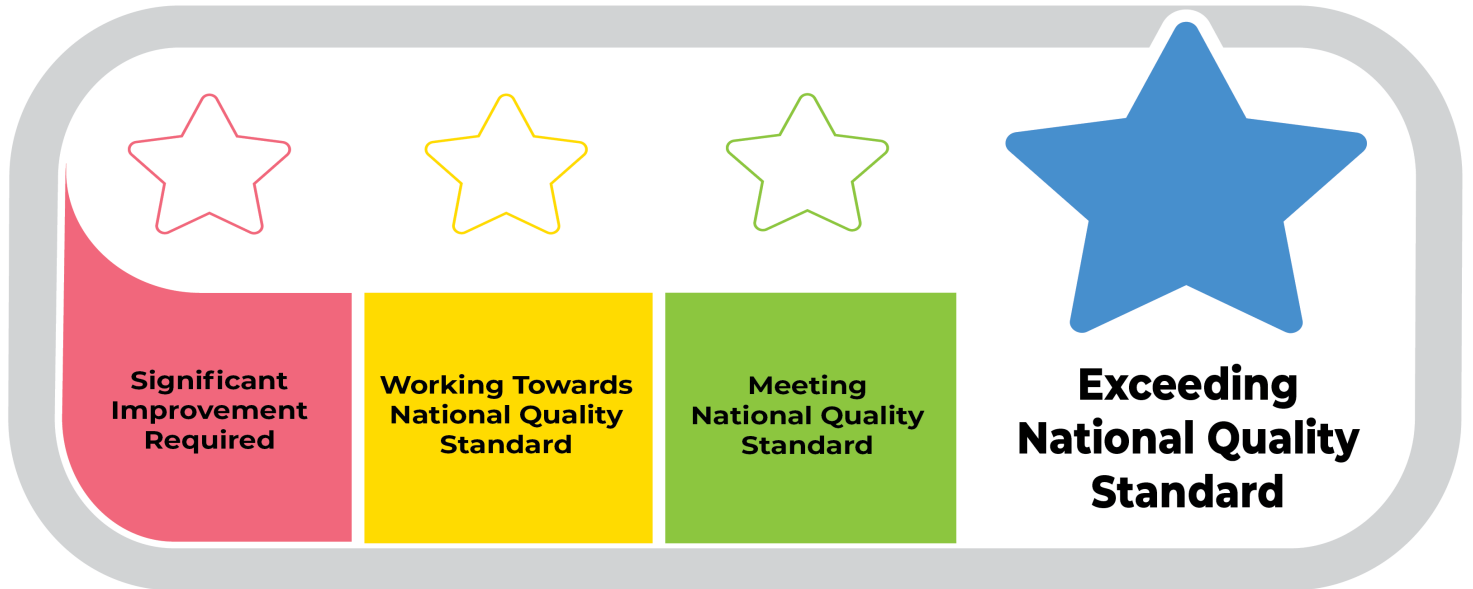 Significant
Improvement
Required
Working Towards
National Quality
Standard
Meeting
National Quality
Standard
Exceeding
National Quality
Standard